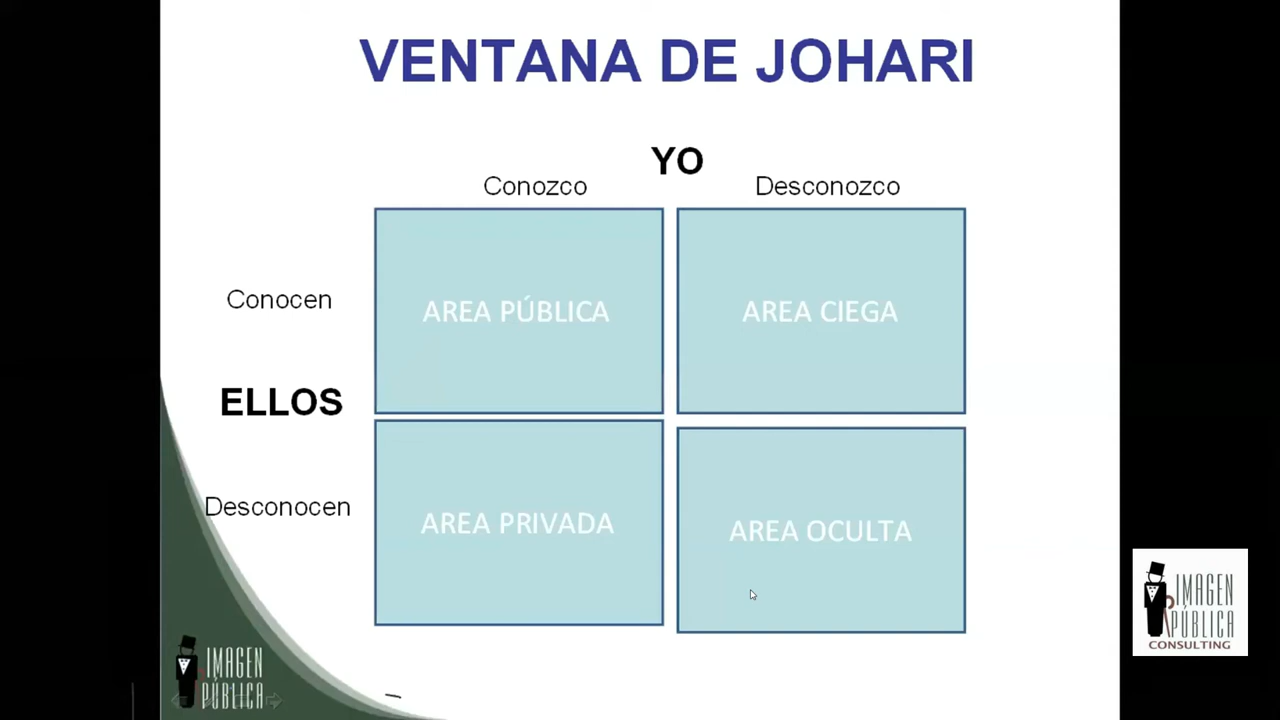 VENTANA DE JOHARI
YO
Conozco
Desconozco
Conocen
AREA PÚBLICA
AREA CIEGA
ELLOS
Desconocen
AREA PRIVADA
AREA OCULTA
IMAGEN
PÚBLICA
IMAGEN
PÚBLICA
CONSULTING